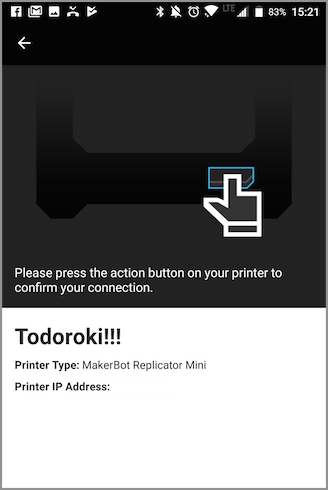 LTE 83% 15:21
Please press the action button on your printer to
confirm your connection.
Todoroki!!!
Printer Type: MakerBot Replicator Mini
Printer IP Address: